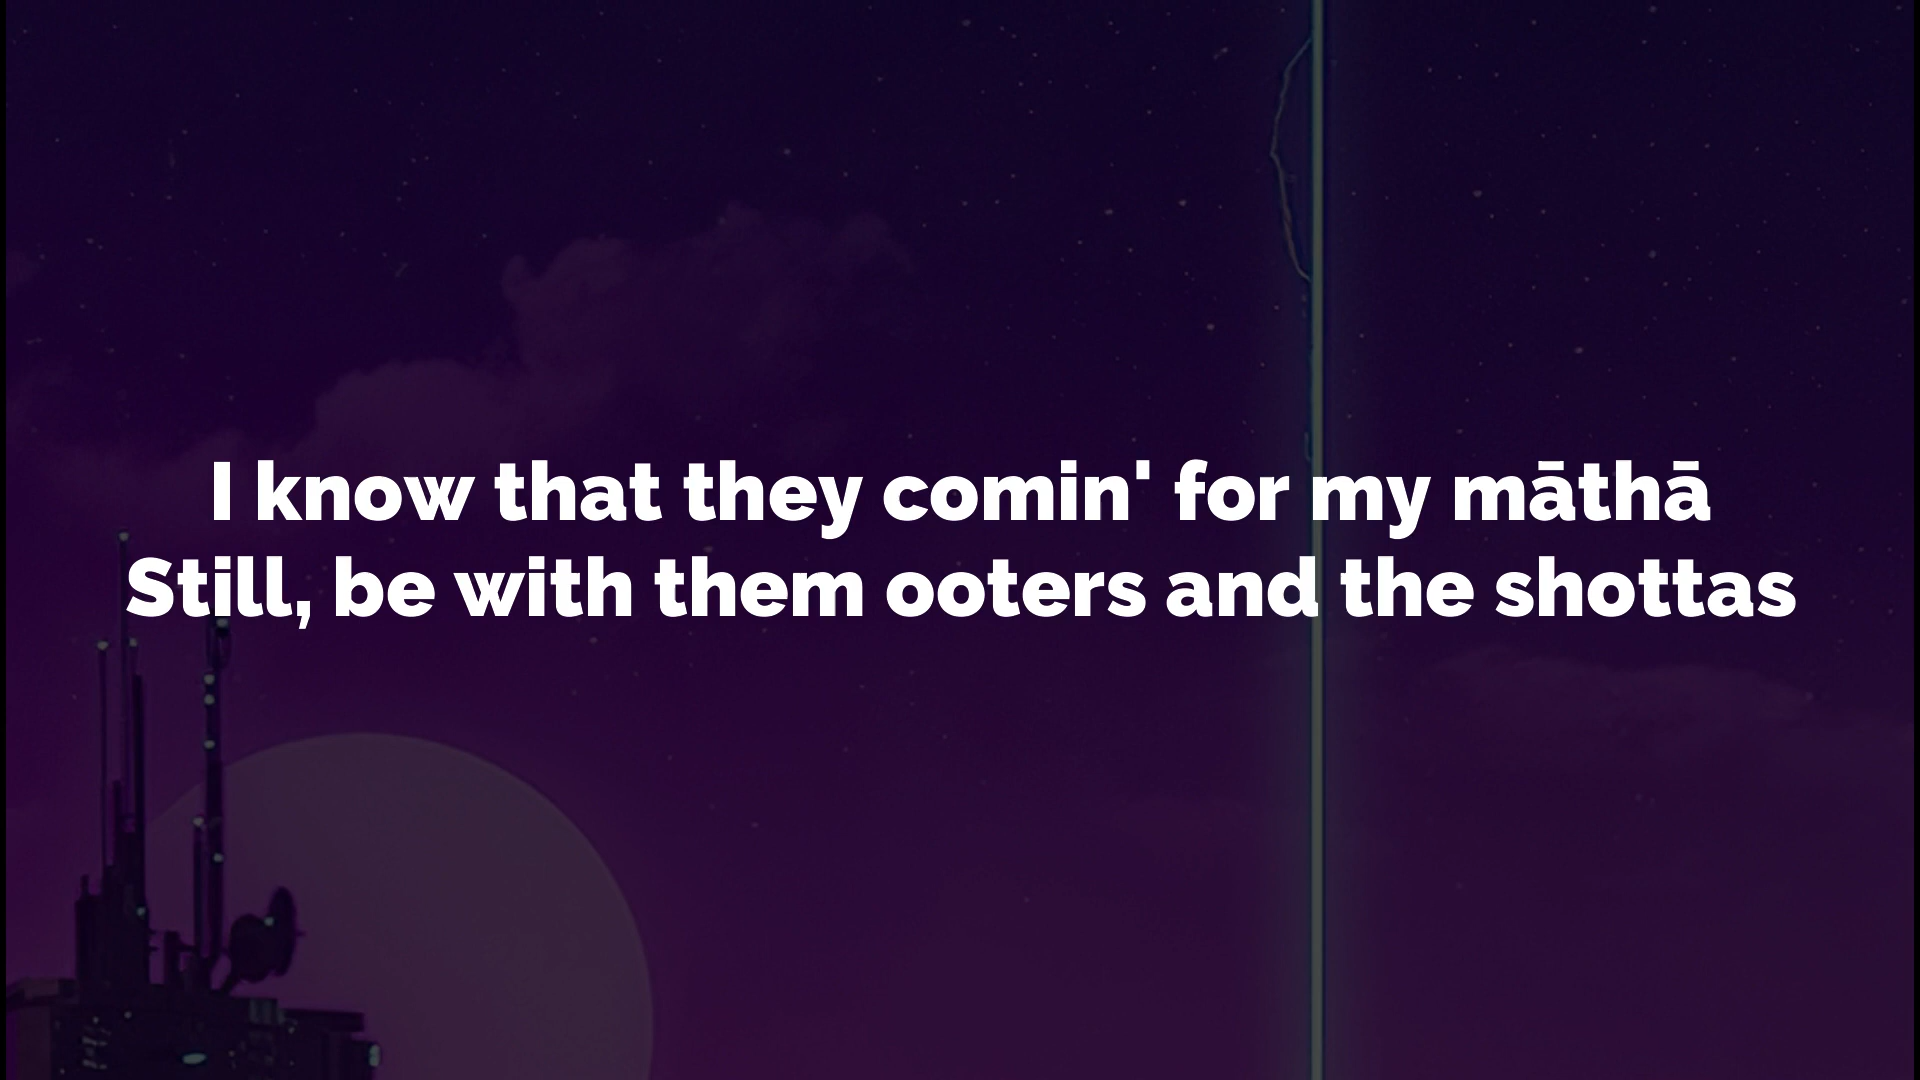 I know that they comin' for my māthā
Still, be with them ooters and the shottas